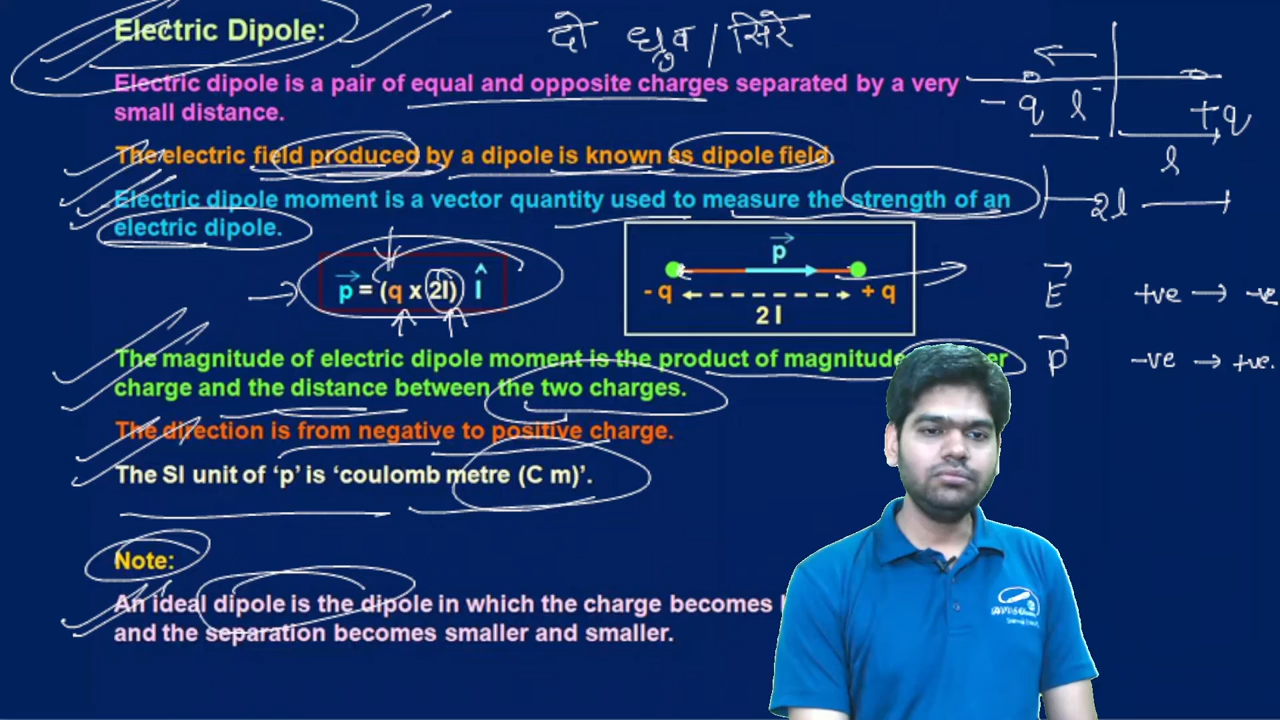 Electric Dipole:
दो ध्रुव / सिरे
Electric dipole is a pair of equal and opposite charges separated by a very
small distance.
- q l
+ q
l
2l
The electric field produced by a dipole is known as dipole field.
Electric dipole moment is a vector quantity used to measure the strength of an
electric dipole.
p = (q x 2l) l
p
- q + q
2 l
E +ve → -ve
P -ve → +ve.
The magnitude of electric dipole moment is the product of magnitude
charge and the distance between the two charges.
The direction is from negative to positive charge.
The SI unit of ‘p’ is ‘coulomb metre (C m)’.
Note:
An ideal dipole is the dipole in which the charge becomes
and the separation becomes smaller and smaller.